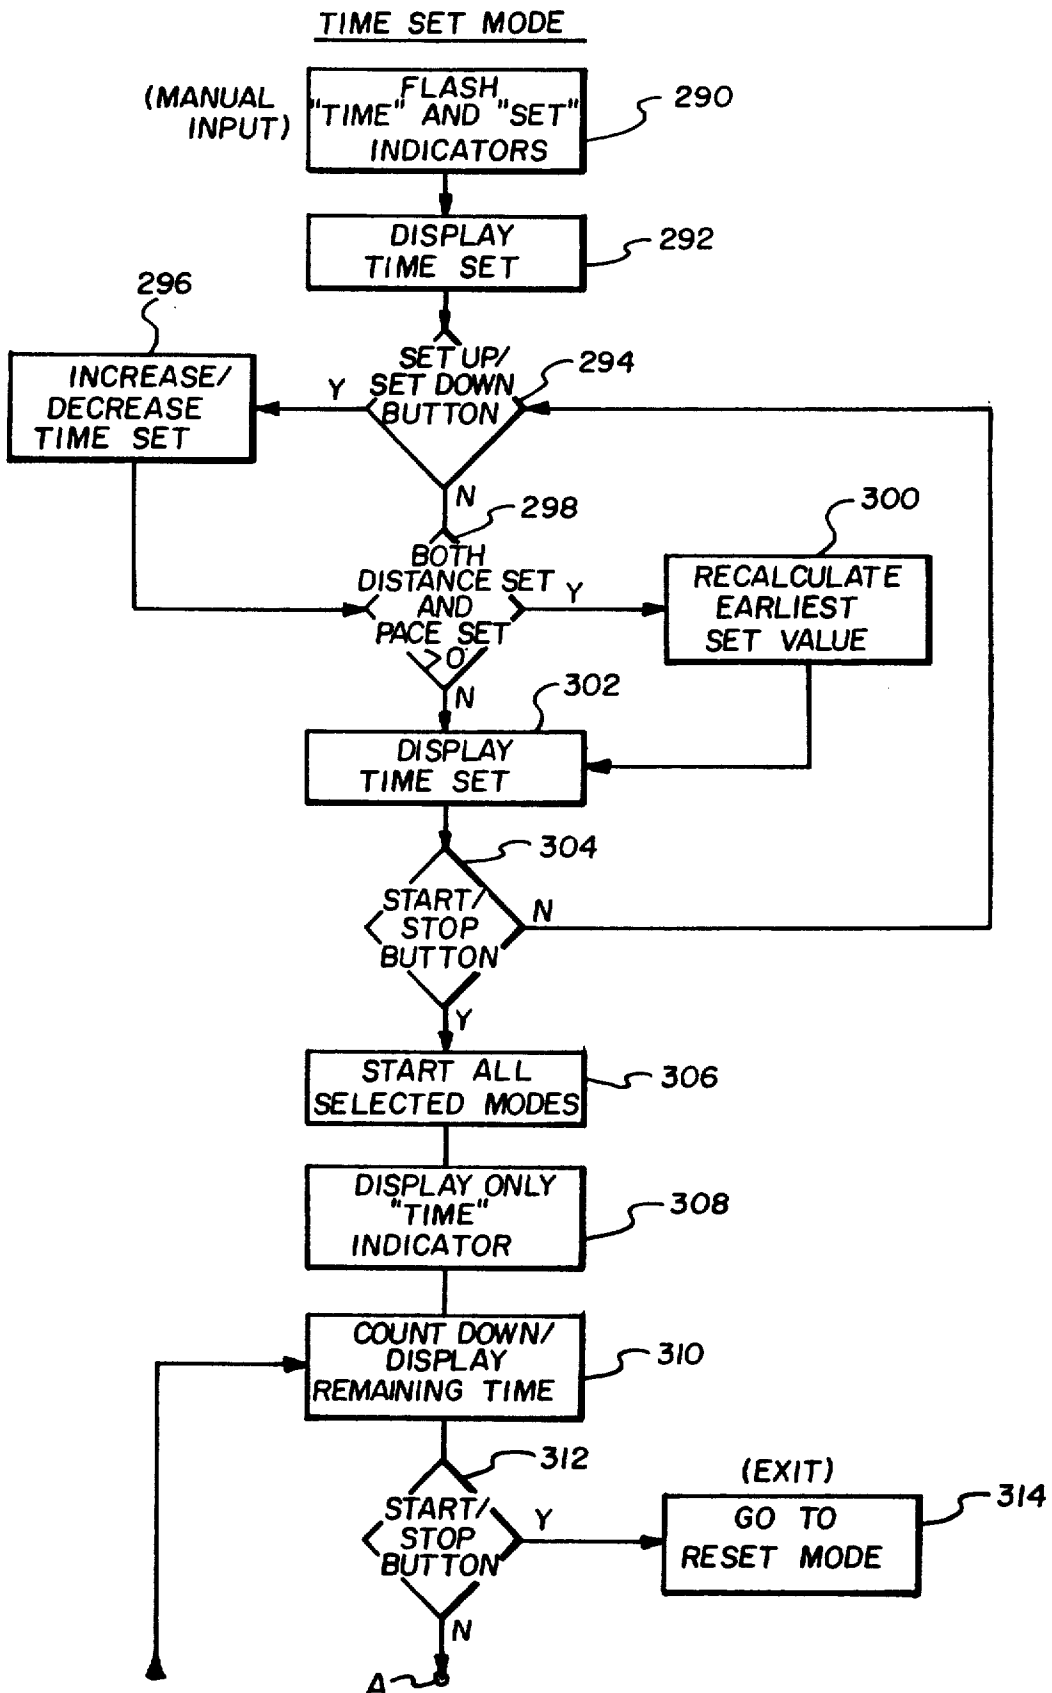 TIME SET MODE
(MANUAL
INPUT)
FLASH
"TIME" AND "SET"
INDICATORS
290
DISPLAY
TIME SET
292
296
INCREASE/
DECREASE
TIME SET
Y
SET UP/
SET DOWN
BUTTON
294
N
298
BOTH
DISTANCE SET
AND
PACE SET
>0
Y
300
RECALCULATE
EARLIEST
SET VALUE
N
302
DISPLAY
TIME SET
304
START/
STOP
BUTTON
N
Y
START ALL
SELECTED MODES
306
DISPLAY ONLY
"TIME"
INDICATOR
308
COUNT DOWN/
DISPLAY
REMAINING TIME
310
312
START/
STOP
BUTTON
Y
(EXIT)
GO TO
RESET MODE
314
N
A